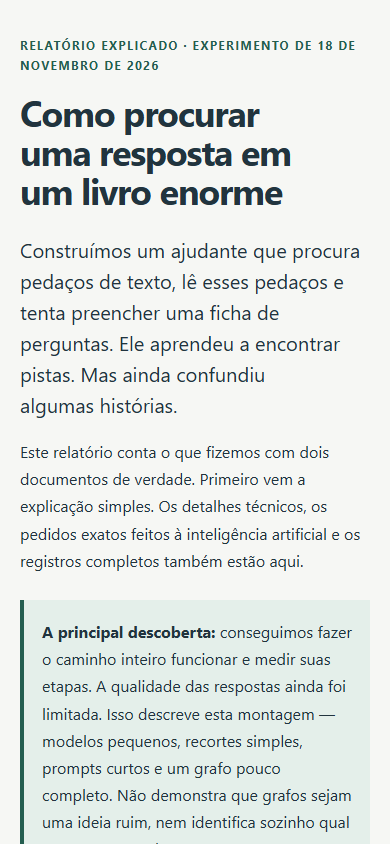 RELATÓRIO EXPLICADO · EXPERIMENTO DE 18 DE
NOVEMBRO DE 2026
Como procurar
uma resposta em
um livro enorme
Construímos um ajudante que procura
pedaços de texto, lê esses pedaços e
tenta preencher uma ficha de
perguntas. Ele aprendeu a encontrar
pistas. Mas ainda confundiu
algumas histórias.
Este relatório conta o que fizemos com dois
documentos de verdade. Primeiro vem a
explicação simples. Os detalhes técnicos, os
pedidos exatos feitos à inteligência artificial e os
registros completos também estão aqui.
A principal descoberta: conseguimos fazer
o caminho inteiro funcionar e medir suas
etapas. A qualidade das respostas ainda foi
limitada. Isso descreve esta montagem —
modelos pequenos, recortes simples,
prompts curtos e um grafo pouco
completo. Não demonstra que grafos sejam
uma ideia ruim, nem identifica sozinho qual